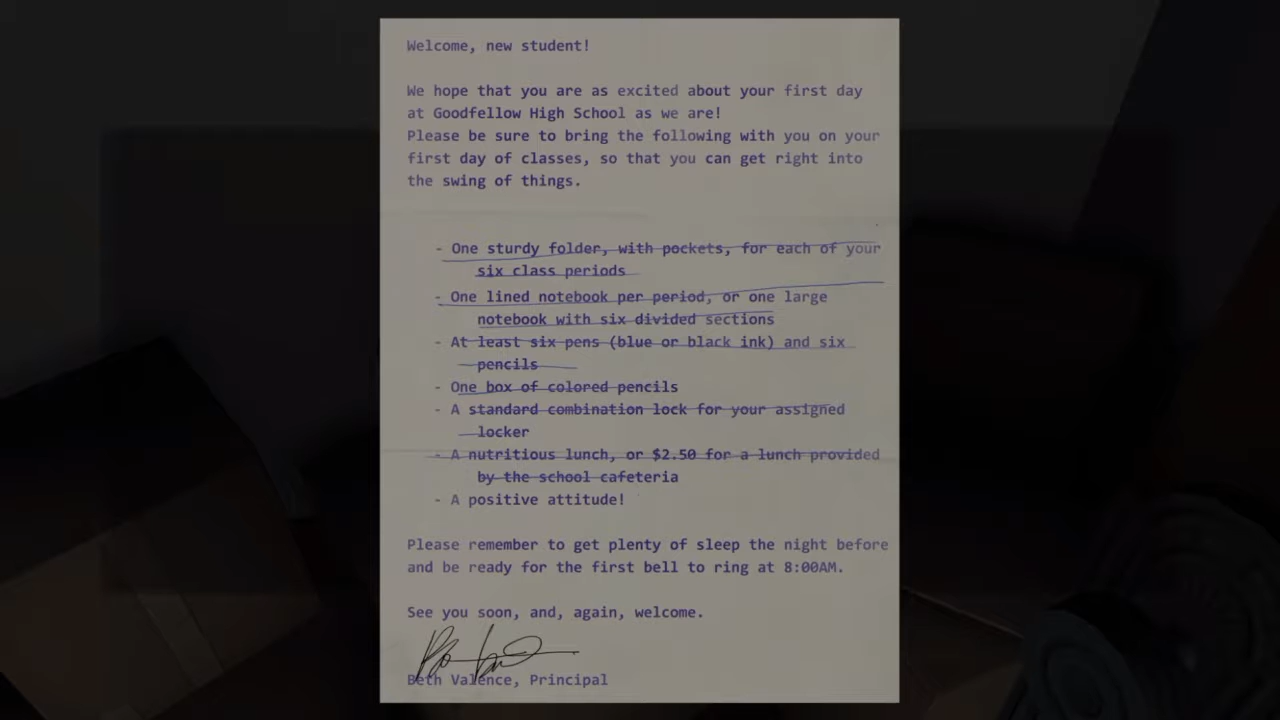 Welcome, new student!
We hope that you are as excited about your first day
at Goodfellow High School as we are!
Please be sure to bring the following with you on your
first day of classes, so that you can get right into
the swing of things.
- One sturdy folder, with pockets, for each of your
six class periods
- One lined notebook per period, or one large
notebook with six divided sections
- At least six pens (blue or black ink) and six
pencils
- One box of colored pencils
- A standard combination lock for your assigned
locker
- A nutritious lunch, or $2.50 for a lunch provided
by the school cafeteria
- A positive attitude!
Please remember to get plenty of sleep the night before
and be ready for the first bell to ring at 8:00AM.
See you soon, and, again, welcome.
Beth Valence, Principal